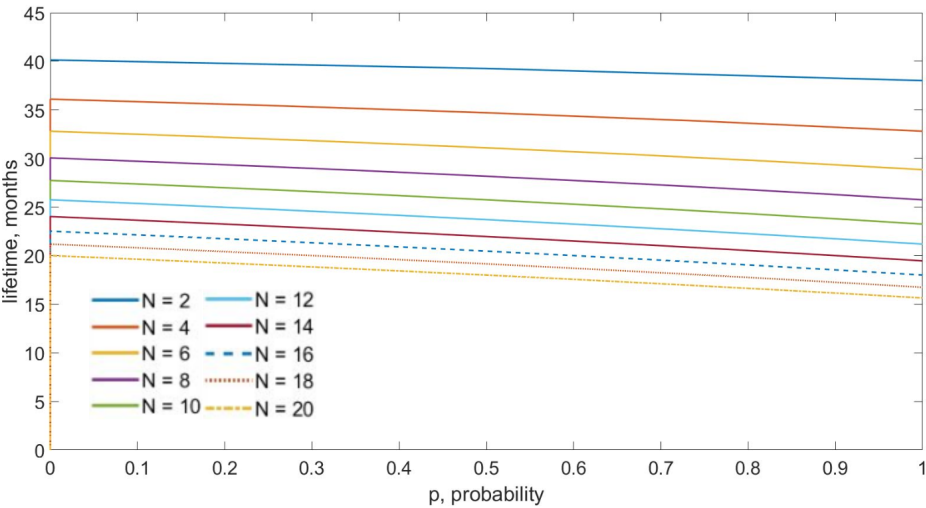 45
40
35
30
25
20
15
10
5
0
lifetime, months
N = 2
N = 4
N = 6
N = 8
N = 10
N = 12
N = 14
N = 16
N = 18
N = 20
0 0.1 0.2 0.3 0.4 0.5 0.6 0.7 0.8 0.9 1
p, probability